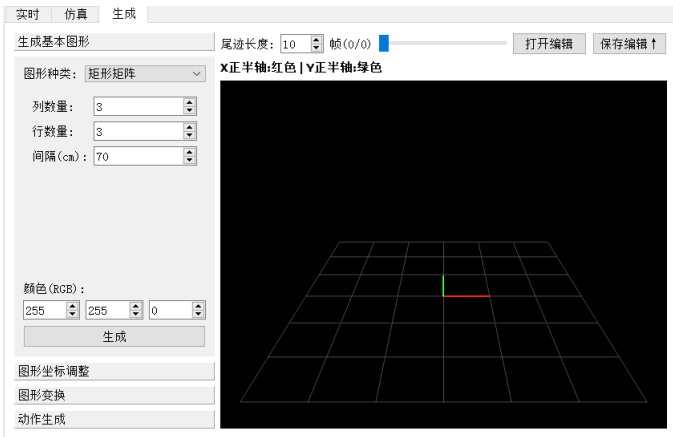 实时 仿真 生成
生成基本图形
尾迹长度: 10 帧(0/0) 打开编辑 保存编辑↑
X正半轴:红色|Y正半轴:绿色
图形种类: 矩形矩阵
列数量: 3
行数量: 3
间隔(cm): 70
颜色(RGB):
255 255 0
生成
图形坐标调整
图形变换
动作生成